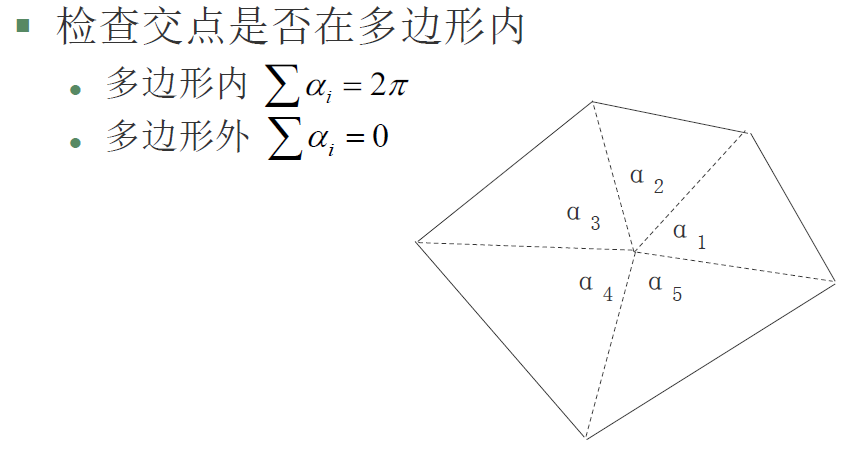 ▪ 检查交点是否在多边形内
• 多边形内 ∑αᵢ = 2π
• 多边形外 ∑αᵢ = 0
α 2
α 3
α 1
α 4
α 5